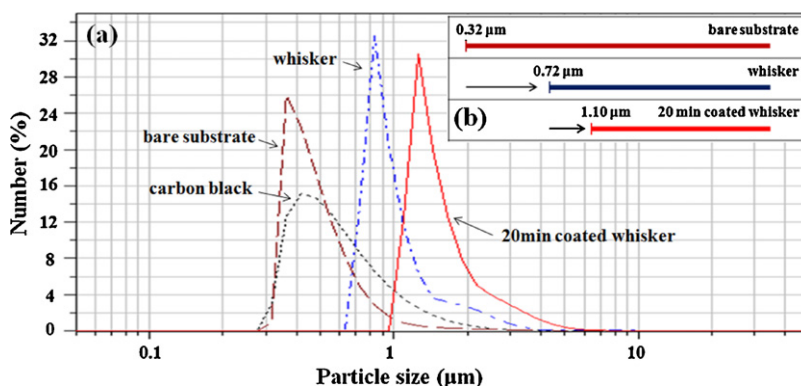 (a)
32
28
24
20
16
12
8
4
0
Number (%)
whisker
bare substrate
carbon black
20min coated whisker
0.1
1
10
Particle size (μm)
0.32 μm bare substrate
0.72 μm whisker
(b) 1.10 μm 20 min coated whisker